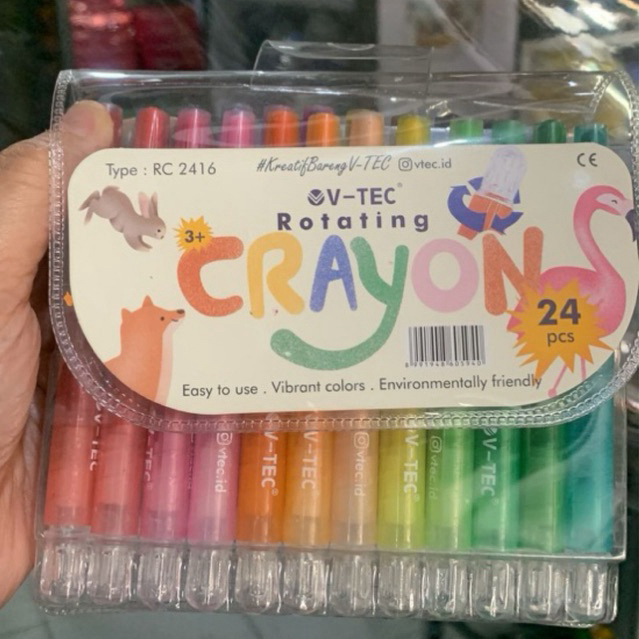 Type : RC 2416
#KreatifBarengV-TEC vtec.id
CE
V-TEC®
Rotating
3+
CRAYON
24
pcs
Easy to use . Vibrant colors . Environmentally friendly
V-TEC
vtec.id
V-TEC®
V-TEC®
vtec.id
V-TEC®
vtec.id
V-TEC®